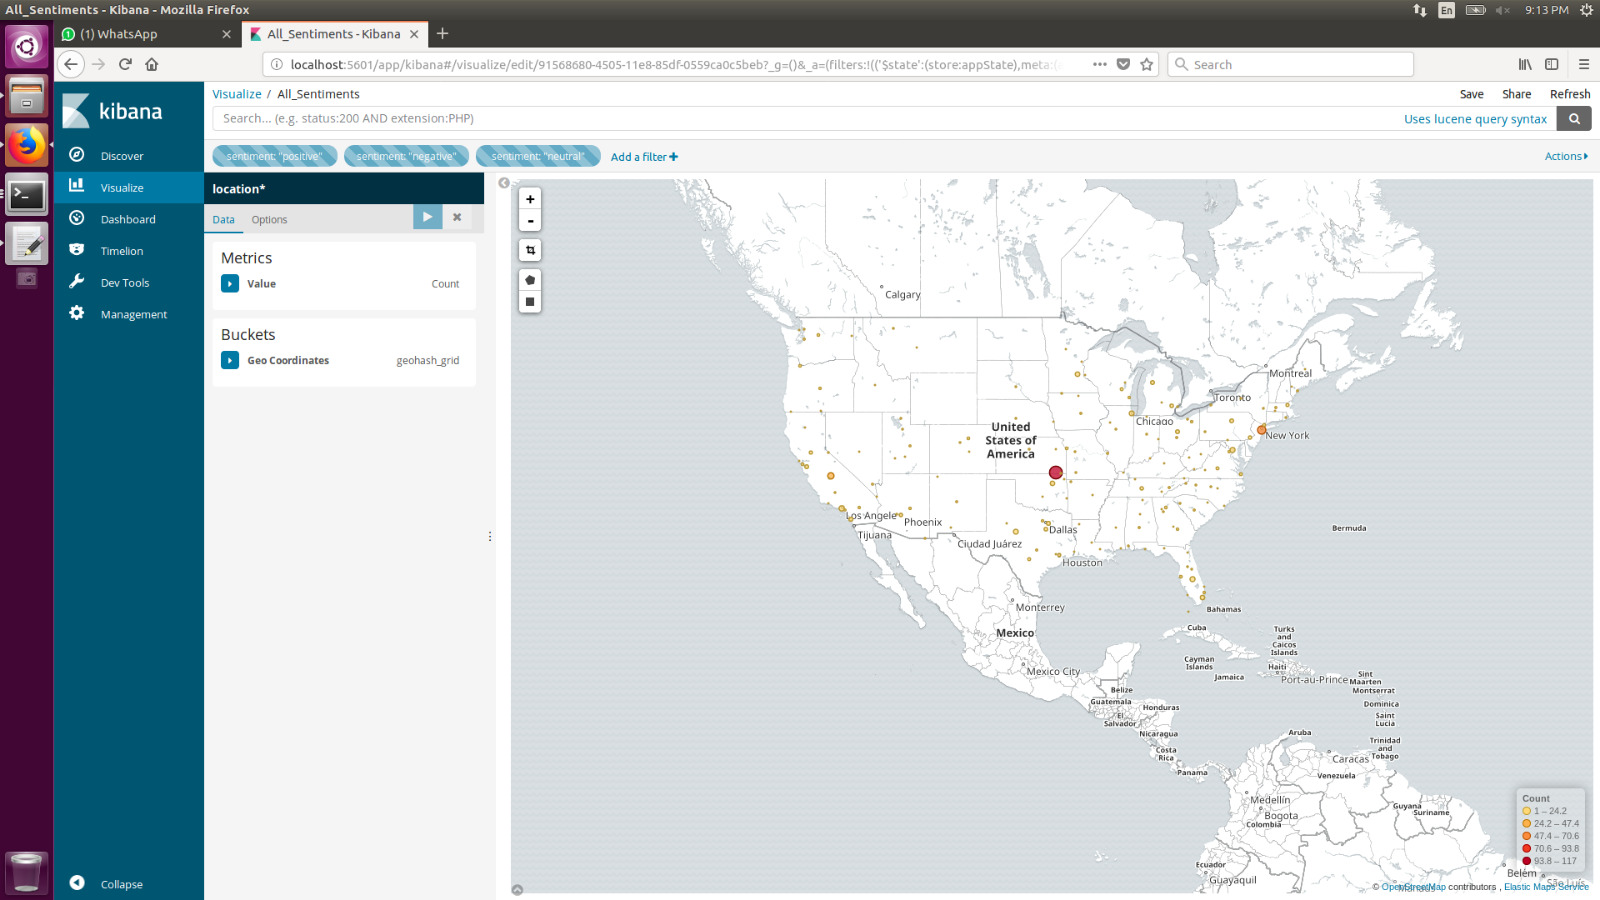 All_Sentiments - Kibana - Mozilla Firefox
En
9:13 PM
(1) WhatsApp
All_Sentiments - Kibana
localhost:5601/app/kibana#/visualize/edit/91568680-4505-11e8-85df-0559ca0c5beb?_g=()&_a=(filters:!(('$state':(store:appState),meta:(
Search
kibana
Discover
Visualize
Dashboard
Timelion
Dev Tools
Management
Collapse
Visualize / All_Sentiments
Save
Share
Refresh
Search... (e.g. status:200 AND extension:PHP)
Uses lucene query syntax
sentiment: "positive"
sentiment: "negative"
sentiment: "neutral"
Add a filter +
Actions
location*
Data
Options
Metrics
Value
Count
Buckets
Geo Coordinates
geohash_grid
+
-
Calgary
Montreal
Toronto
Chicago
New York
United
States of
America
Los Angele
Phoenix
Tijuana
Dallas
Ciudad Juárez
Houston
Bermuda
Monterrey
Bahamas
Mexico
Cuba
Turks
and
Caicos
Islands
Mexico City
Cayman
Islands
Haiti
Jamaica
Port-au-Prince
Sint
Maarten
Montserrat
Belize
Guatemala
Honduras
Dominica
El
Salvador
Saint
Lucia
Nicaragua
Aruba
Trinidad
and
Tobago
Costa
Rica
Caracas
Panama
Venezuela
Medellín
Guyana
Suriname
Bogota
Colombia
Ecuador
Guayaquil
Belém
São Luís
Count
1 – 24.2
24.2 – 47.4
47.4 – 70.6
70.6 – 93.8
93.8 – 117
© OpenStreetMap contributors , Elastic Maps Service